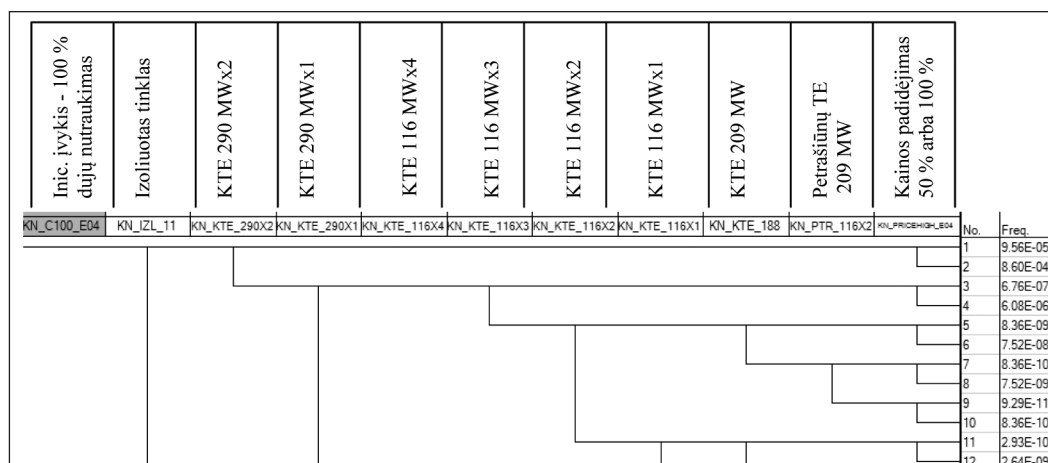 Inic. įvykis - 100 %
dujų nutraukimas
Izoliuotas tinklas
KTE 290 MWx2
KTE 290 MWx1
KTE 116 MWx4
KTE 116 MWx3
KTE 116 MWx2
KTE 116 MWx1
KTE 209 MW
Petrašiūnų TE
209 MW
Kainos padidėjimas
50 % arba 100 %
KN_C100_E04 KN_IZL_11 KN_KTE_290X2 KN_KTE_290X1 KN_KTE_116X4 KN_KTE_116X3 KN_KTE_116X2 KN_KTE_116X1 KN_KTE_188 KN_PTR_116X2 KN_PRICEHIGH_E04 No. Freq.
1 9.56E-05
2 8.60E-04
3 6.76E-07
4 6.08E-06
5 8.36E-09
6 7.52E-08
7 8.36E-10
8 7.52E-09
9 9.29E-11
10 8.36E-10
11 2.93E-10
12 2.64E-09